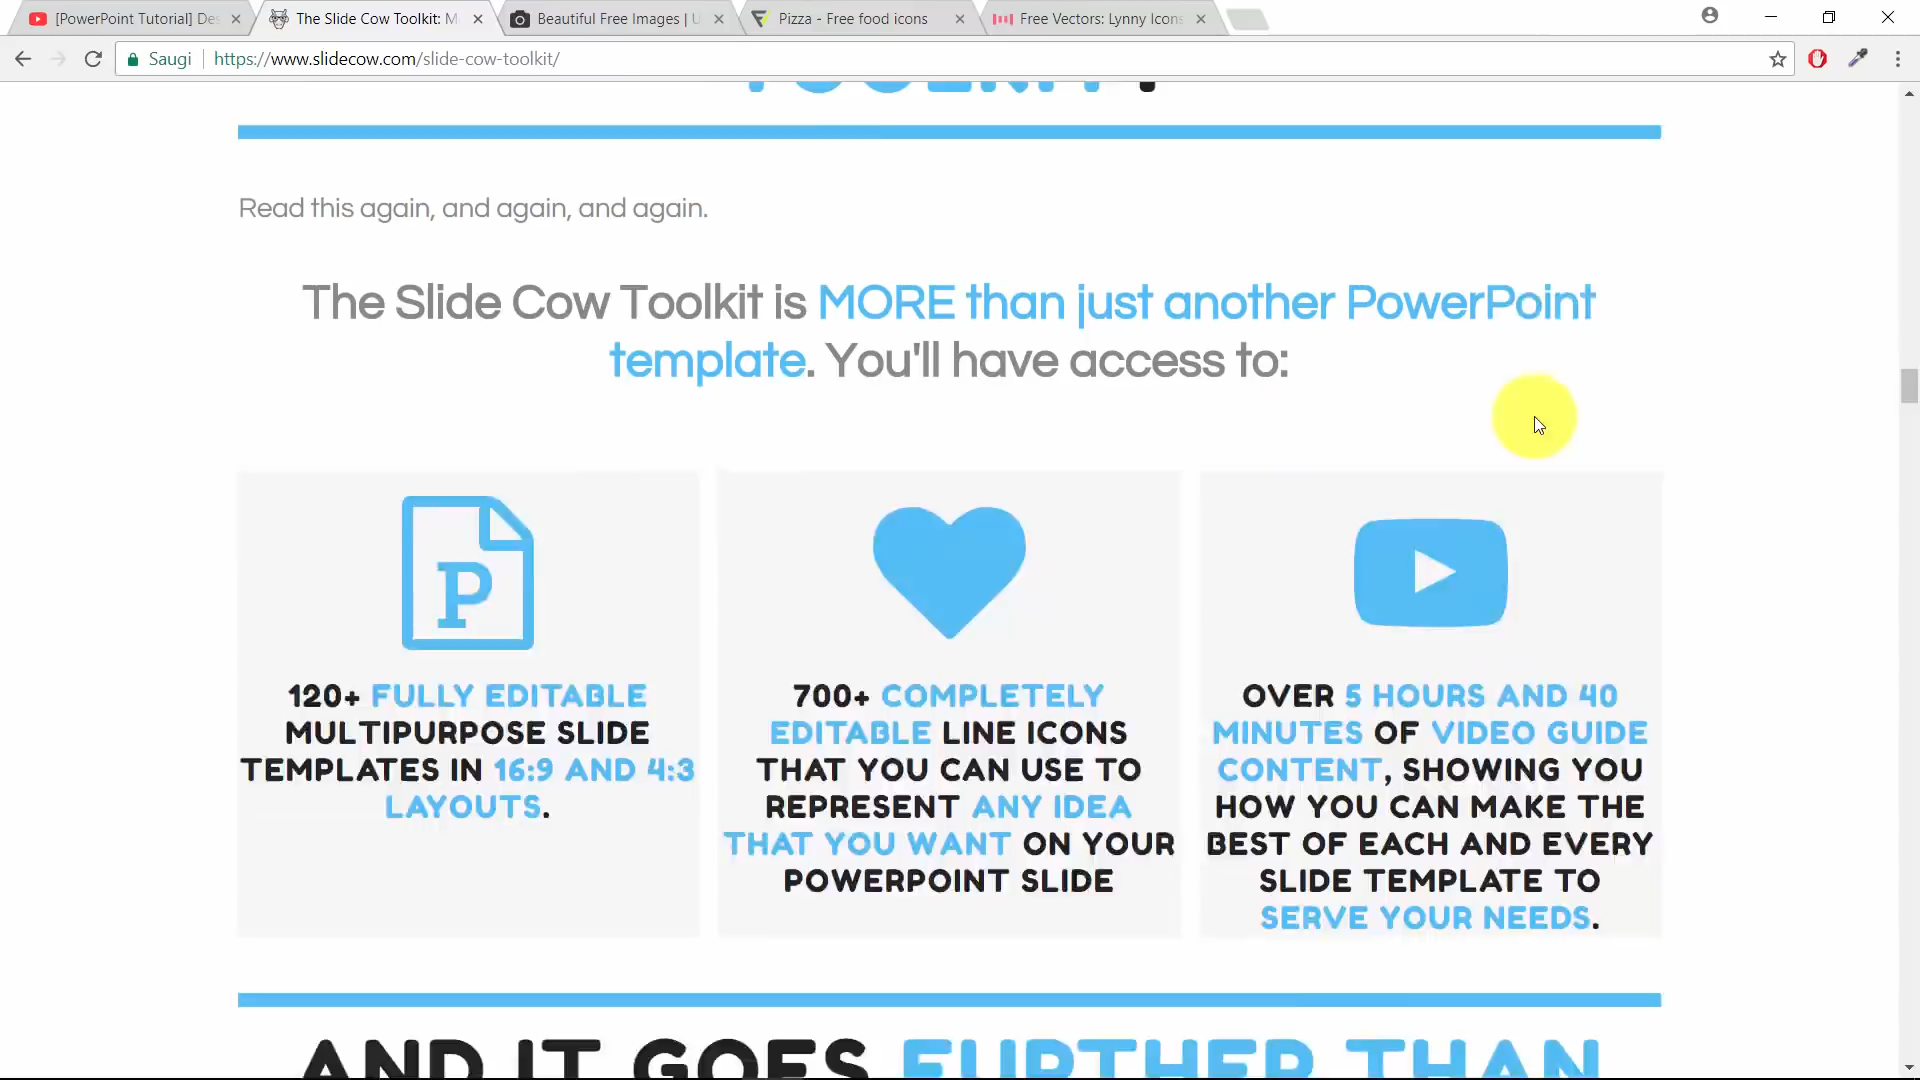 [PowerPoint Tutorial] Des
The Slide Cow Toolkit: M
Beautiful Free Images | U
Pizza - Free food icons
Free Vectors: Lynny Icons
Saugi
https://www.slidecow.com/slide-cow-toolkit/
Read this again, and again, and again.
The Slide Cow Toolkit is MORE than just another PowerPoint
template. You'll have access to:
P
120+ FULLY EDITABLE
MULTIPURPOSE SLIDE
TEMPLATES IN 16:9 AND 4:3
LAYOUTS.
700+ COMPLETELY
EDITABLE LINE ICONS
THAT YOU CAN USE TO
REPRESENT ANY IDEA
THAT YOU WANT ON YOUR
POWERPOINT SLIDE
OVER 5 HOURS AND 40
MINUTES OF VIDEO GUIDE
CONTENT, SHOWING YOU
HOW YOU CAN MAKE THE
BEST OF EACH AND EVERY
SLIDE TEMPLATE TO
SERVE YOUR NEEDS.
AND IT GOES FURTHER THAN